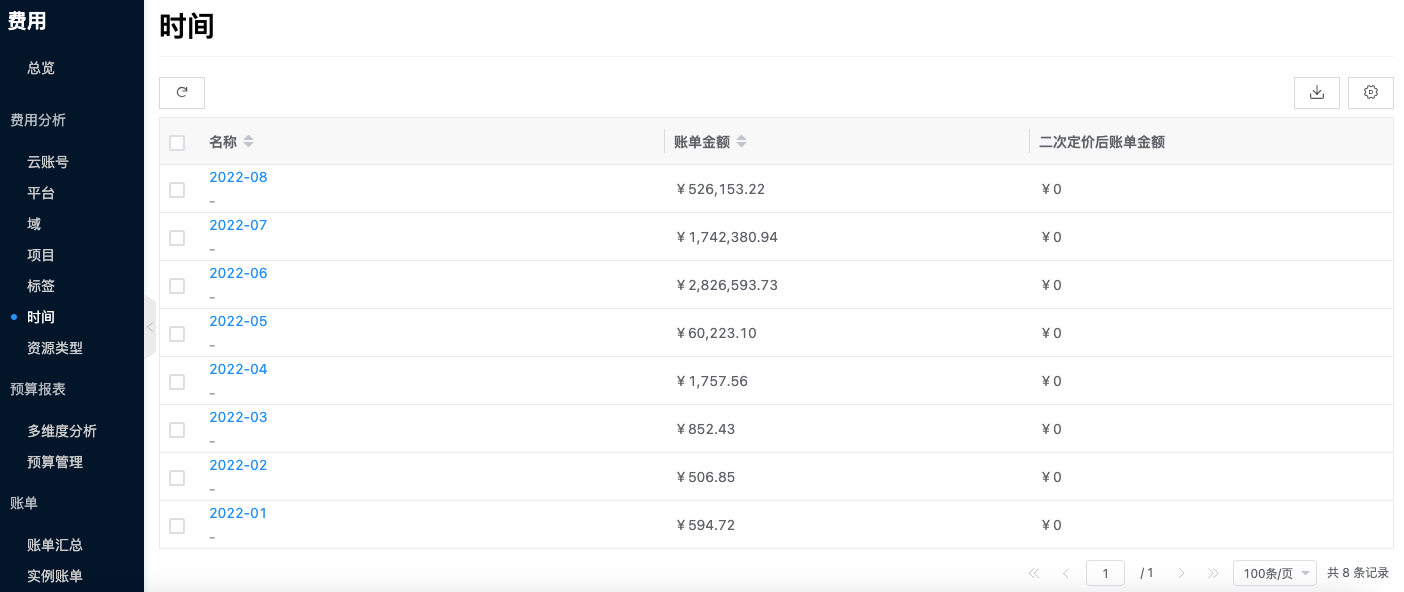 费用
总览
费用分析
云账号
平台
域
项目
标签
时间
资源类型
预算报表
多维度分析
预算管理
账单
账单汇总
实例账单
时间
名称 账单金额 二次定价后账单金额
2022-08
-
¥ 526,153.22 ¥ 0
2022-07
-
¥ 1,742,380.94 ¥ 0
2022-06
-
¥ 2,826,593.73 ¥ 0
2022-05
-
¥ 60,223.10 ¥ 0
2022-04
-
¥ 1,757.56 ¥ 0
2022-03
-
¥ 852.43 ¥ 0
2022-02
-
¥ 506.85 ¥ 0
2022-01
-
¥ 594.72 ¥ 0
1 / 1 100条/页 共 8 条记录